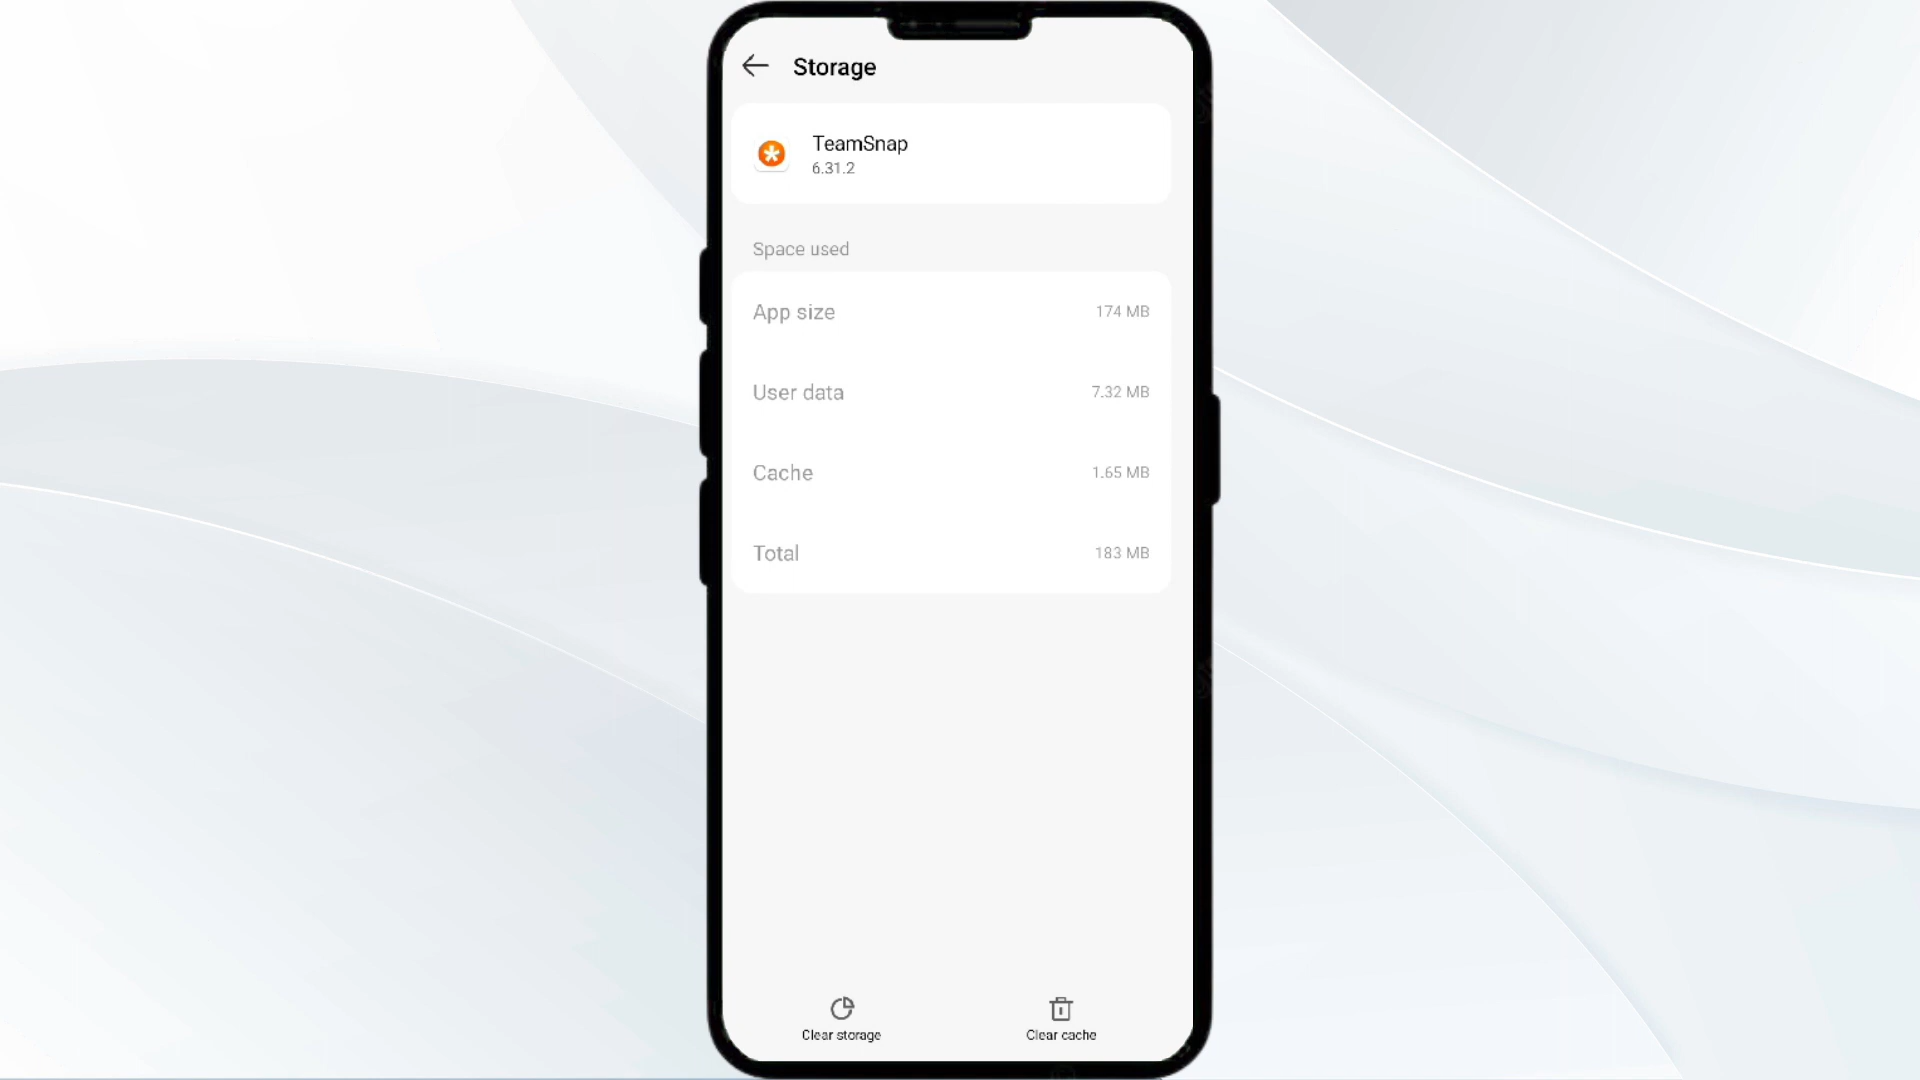 Storage
TeamSnap
6.31.2
Space used
App size 174 MB
User data 7.32 MB
Cache 1.65 MB
Total 183 MB
Clear storage Clear cache